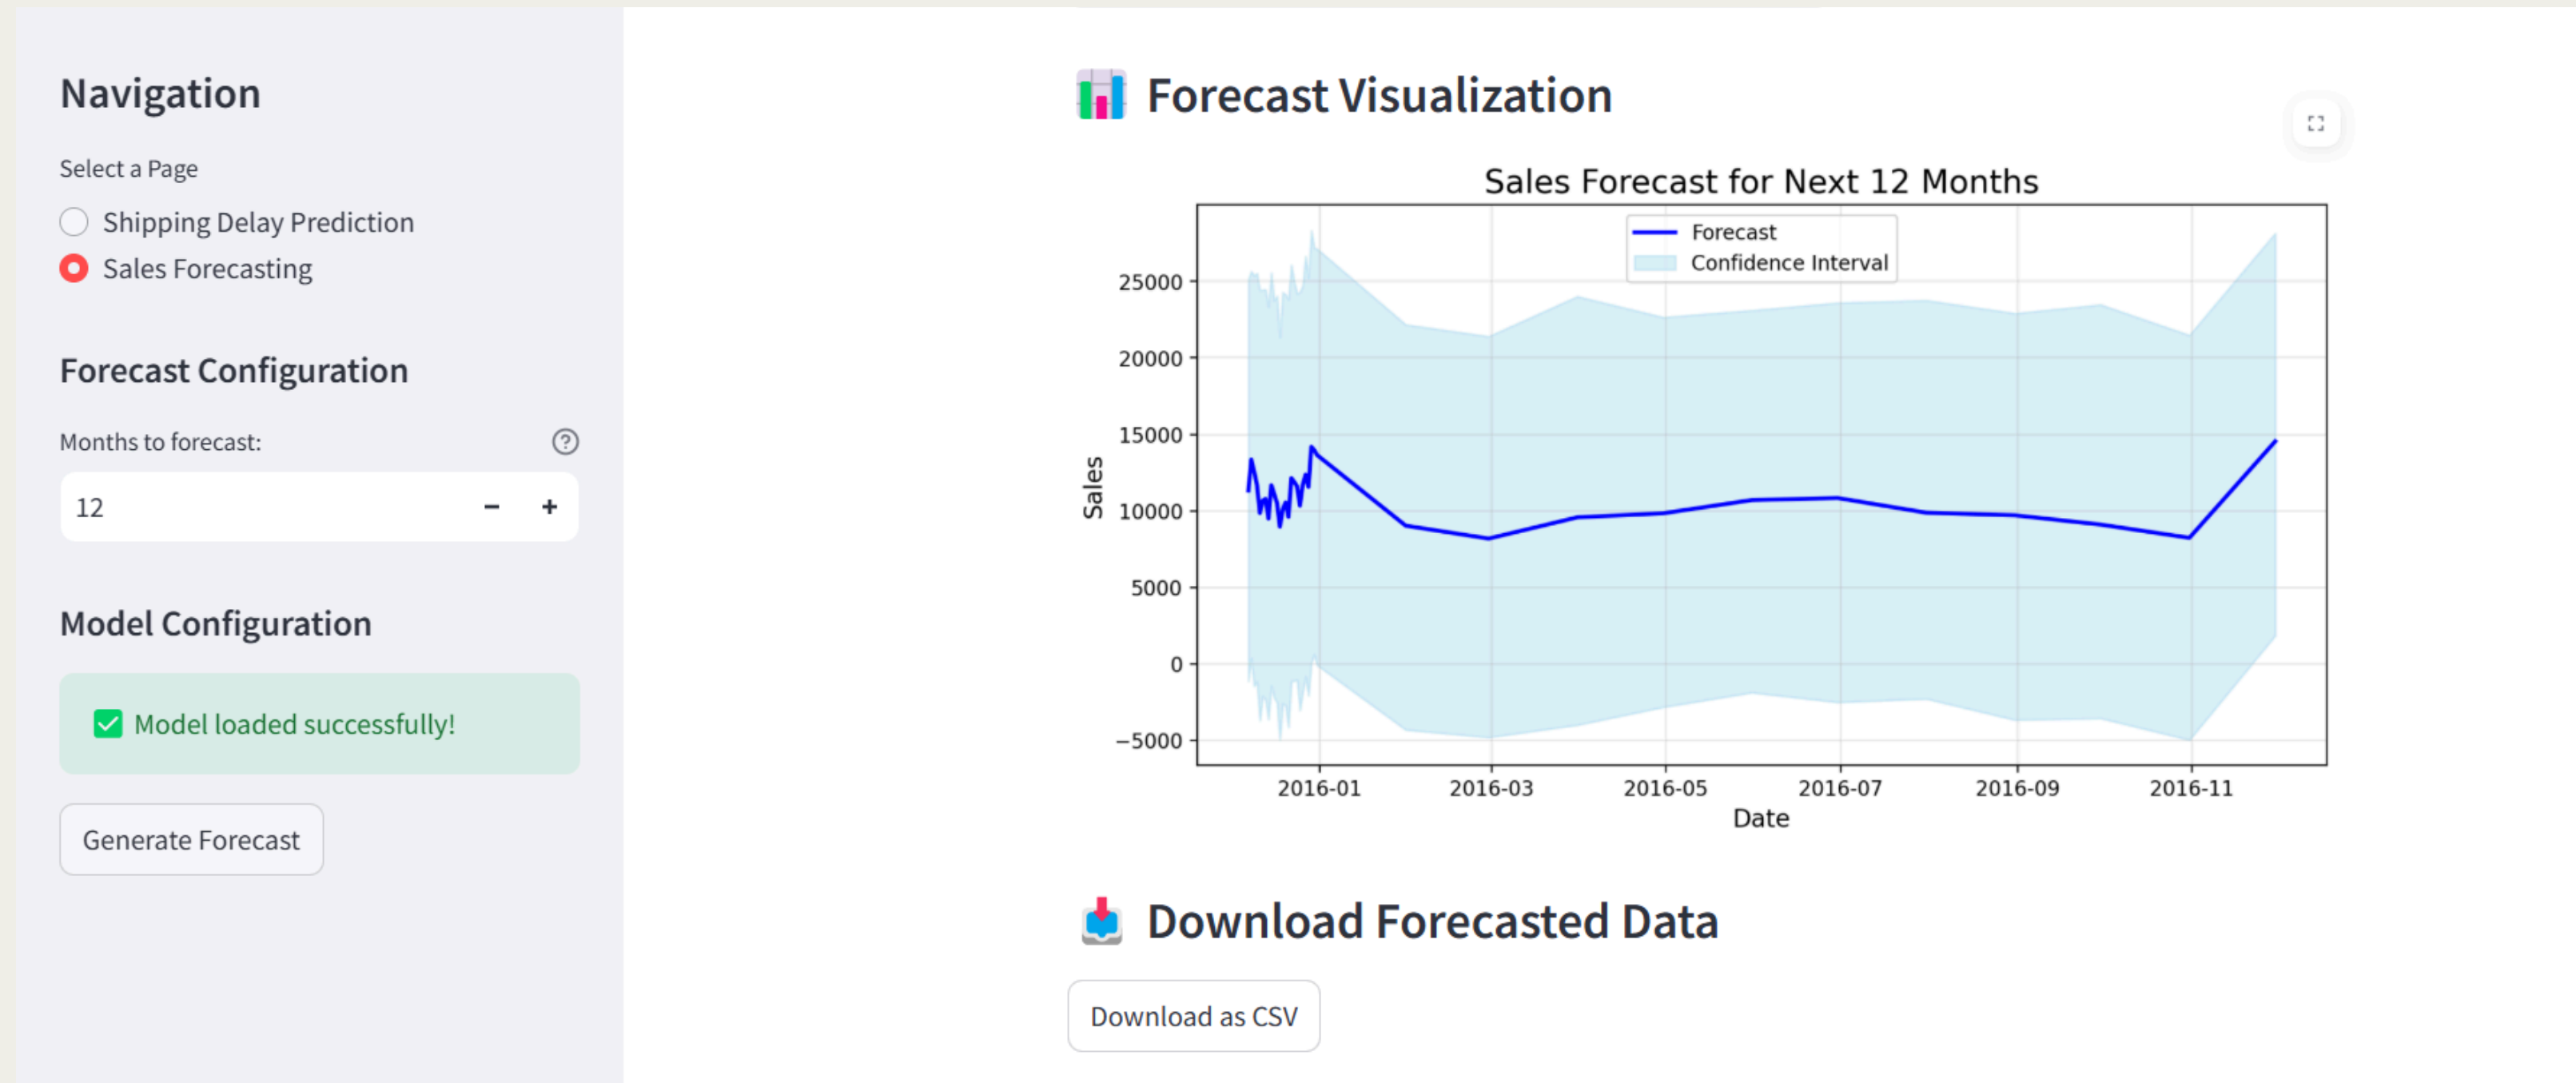 Navigation
Select a Page
Shipping Delay Prediction
Sales Forecasting
Forecast Configuration
Months to forecast:
12
Model Configuration
Model loaded successfully!
Generate Forecast
Forecast Visualization
Sales Forecast for Next 12 Months
Forecast
Confidence Interval
25000
20000
15000
10000
5000
0
−5000
Sales
2016-01 2016-03 2016-05 2016-07 2016-09 2016-11
Date
Download Forecasted Data
Download as CSV